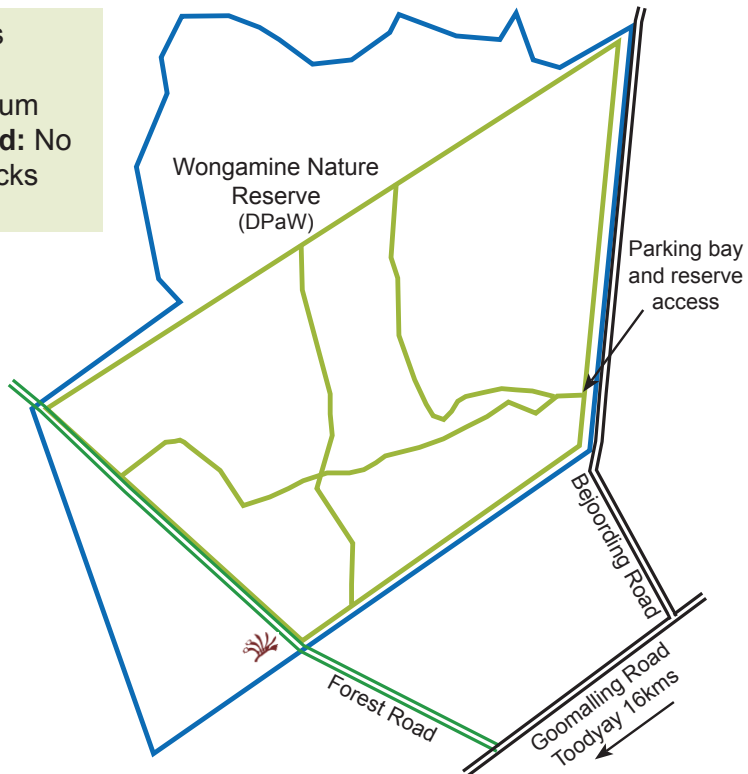 um
d: No
cks
Wongamine Nature
Reserve
(DPaW)
Parking bay
and reserve
access
Bejoording Road
Forest Road
Goomalling Road
Toodyay 16kms